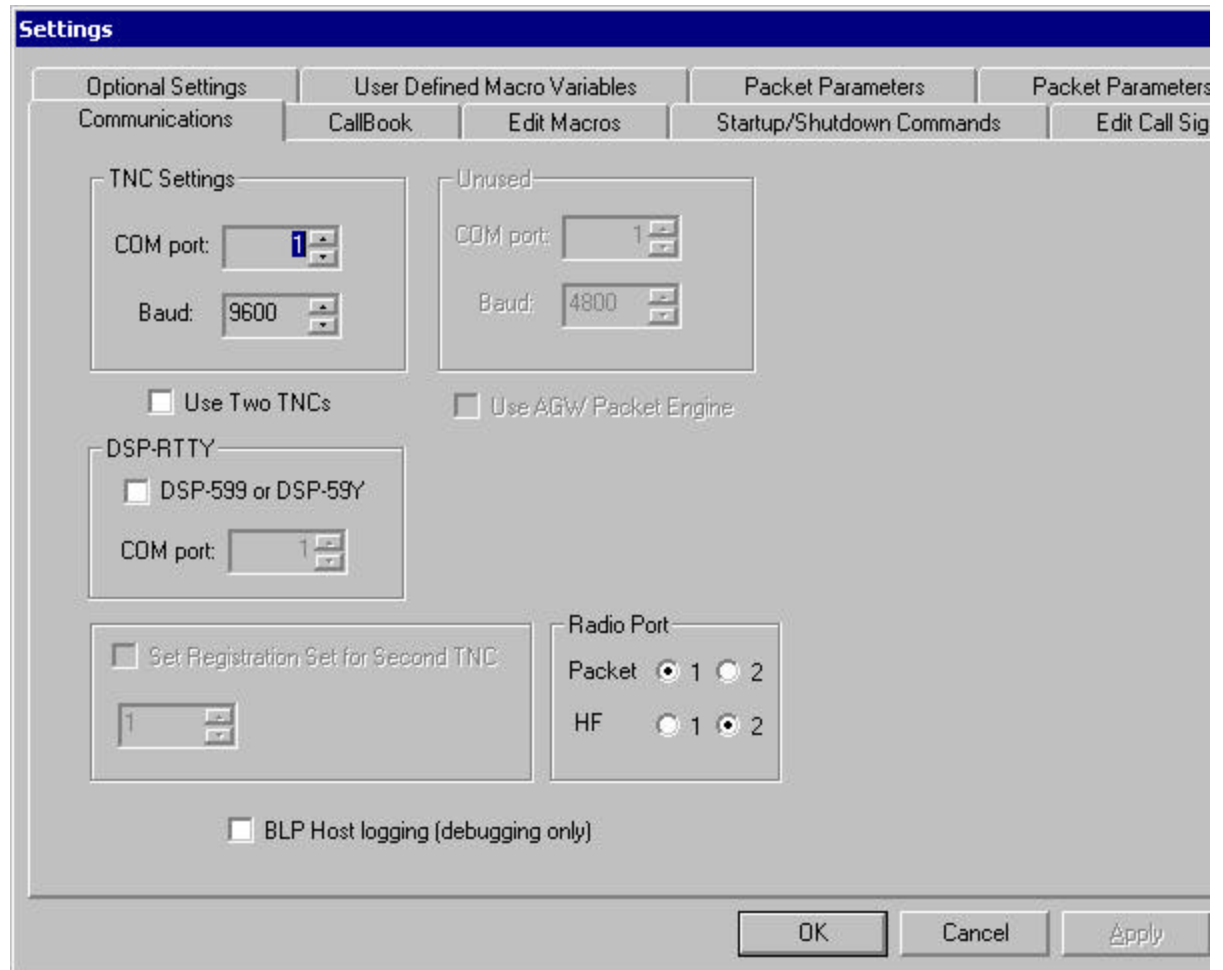 Settings
Optional Settings User Defined Macro Variables Packet Parameters Packet Parameters
Communications CallBook Edit Macros Startup/Shutdown Commands Edit Call Sig
TNC Settings Unused
COM port: 1 COM port: 1
Baud: 9600 Baud: 4800
Use Two TNCs Use AGW Packet Engine
DSP-RTTY
DSP-599 or DSP-59Y
COM port: 1
Radio Port
Set Registration Set for Second TNC
Packet 1 2
1
HF 1 2
BLP Host logging (debugging only)
OK Cancel Apply